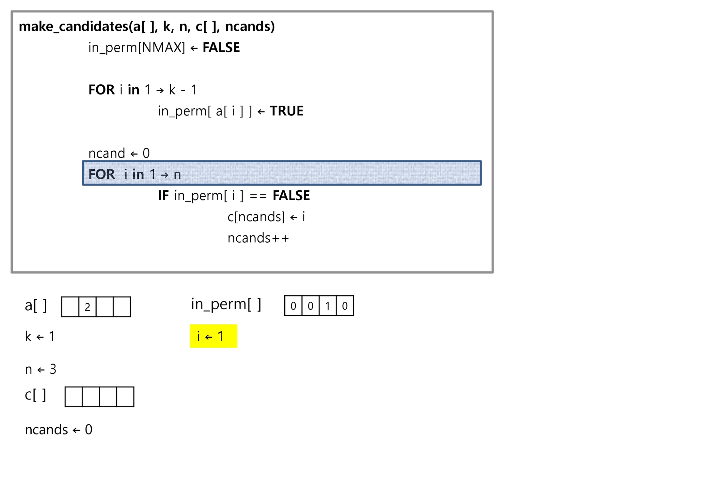 make_candidates(a[ ], k, n, c[ ], ncands)
in_perm[NMAX] ← FALSE
FOR i in 1 → k - 1
in_perm[ a[ i ] ] ← TRUE
ncand ← 0
FOR i in 1 → n
IF in_perm[ i ] == FALSE
c[ncands] ← i
ncands++
a[ ] 2 in_perm[ ] 0 0 1 0
k ← 1 i ← 1
n ← 3
c[ ]
ncands ← 0